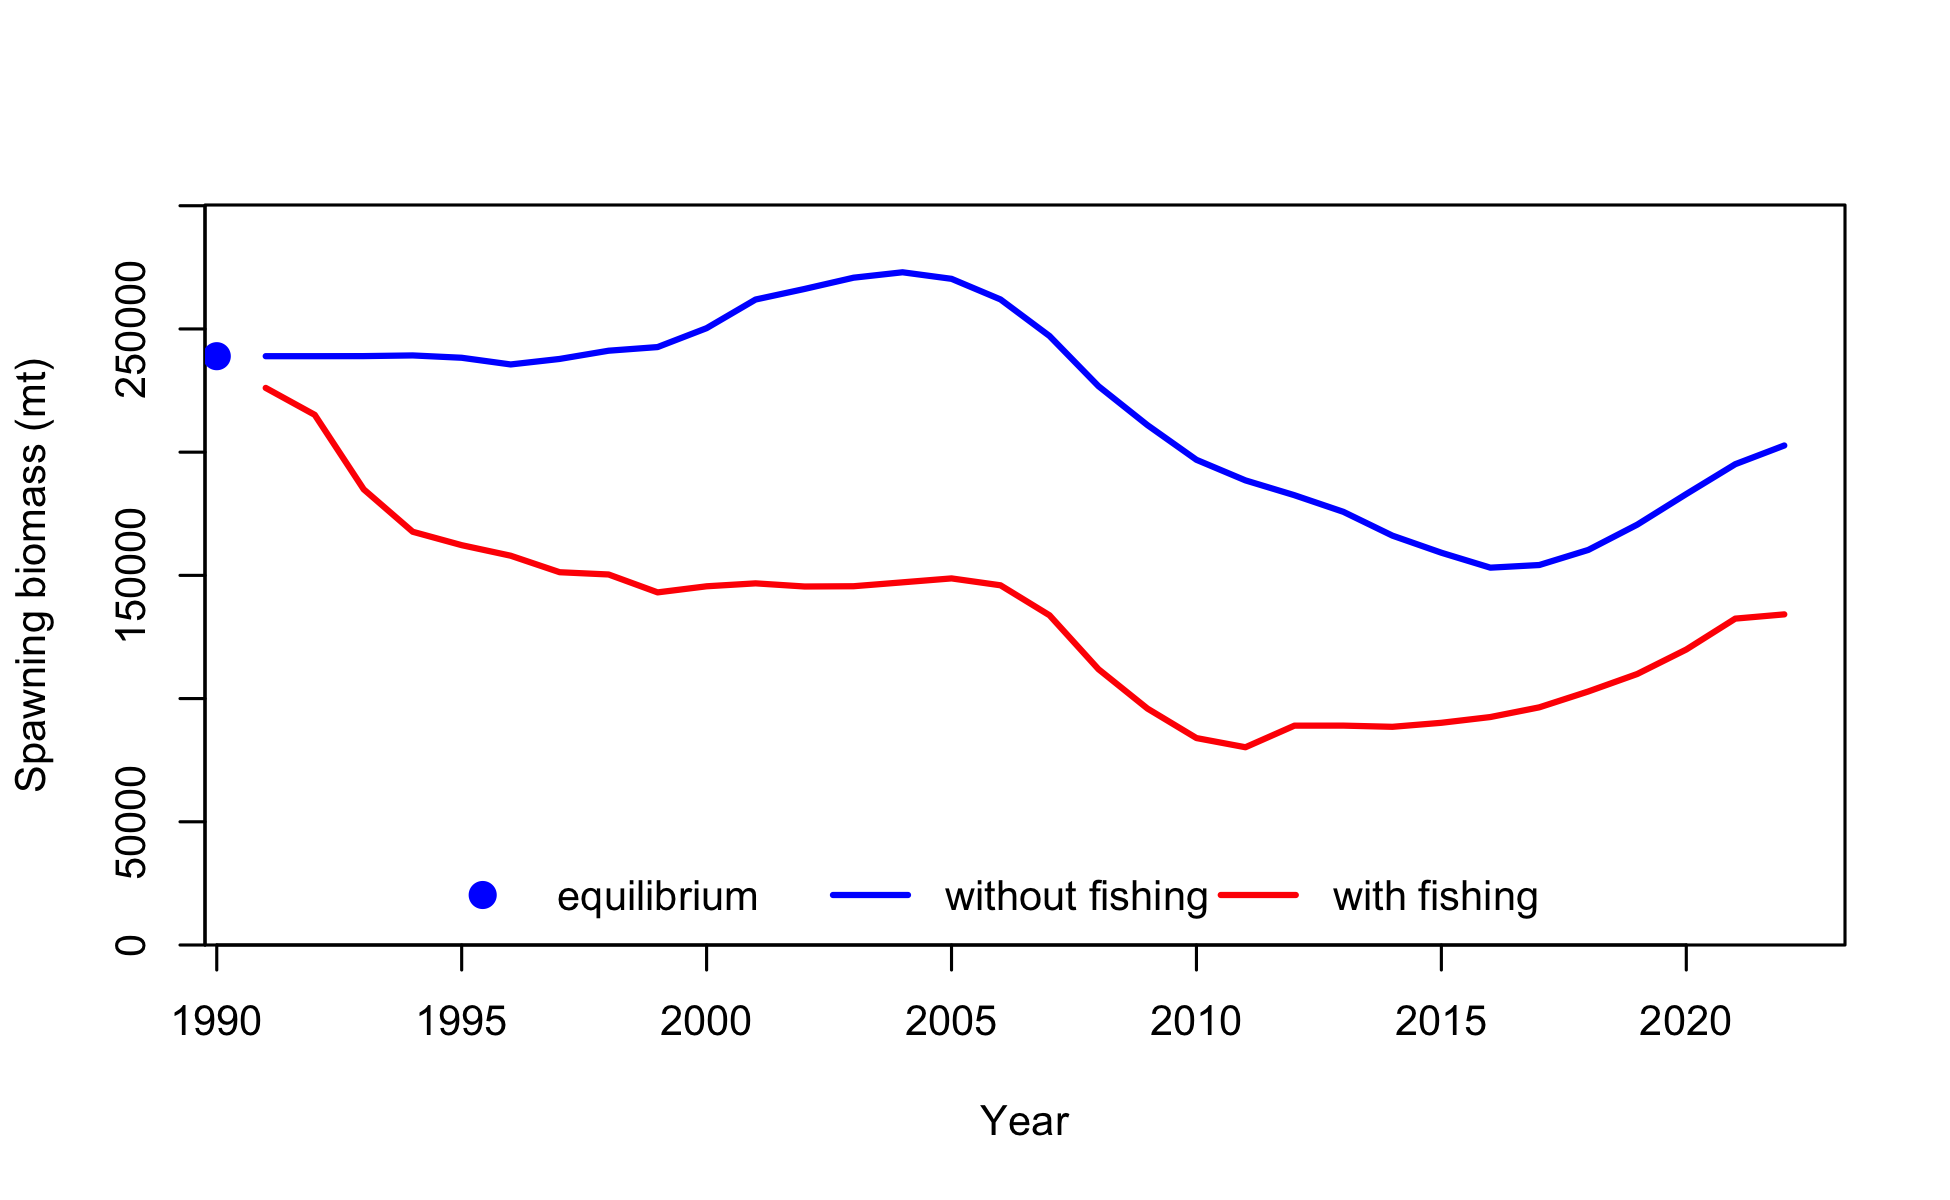 Spawning biomass (mt)
250000
150000
50000
0
equilibrium without fishing with fishing
1990 1995 2000 2005 2010 2015 2020
Year